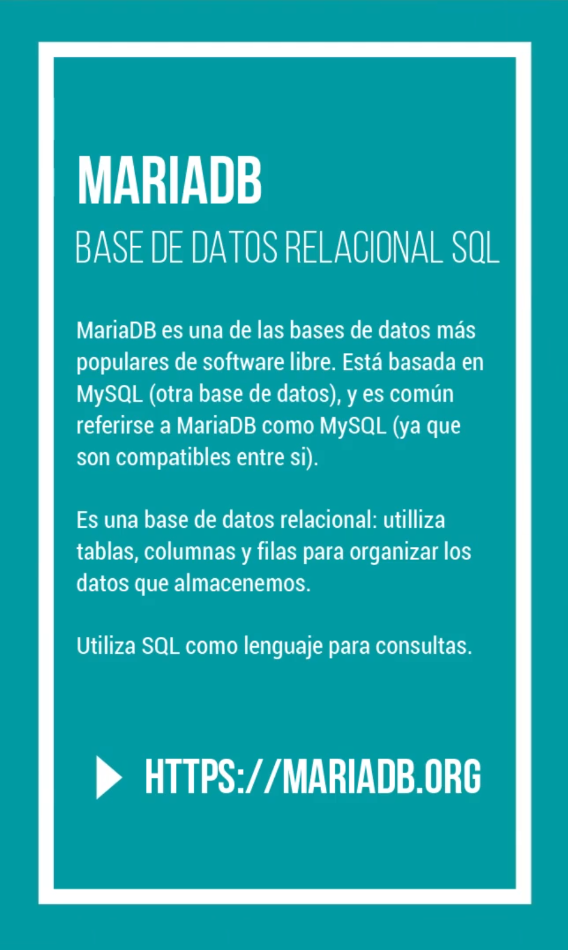 MARIADB
BASE DE DATOS RELACIONAL SQL
MariaDB es una de las bases de datos más
populares de software libre. Está basada en
MySQL (otra base de datos), y es común
referirse a MariaDB como MySQL (ya que
son compatibles entre si).
Es una base de datos relacional: utilliza
tablas, columnas y filas para organizar los
datos que almacenemos.
Utiliza SQL como lenguaje para consultas.
HTTPS://MARIADB.ORG